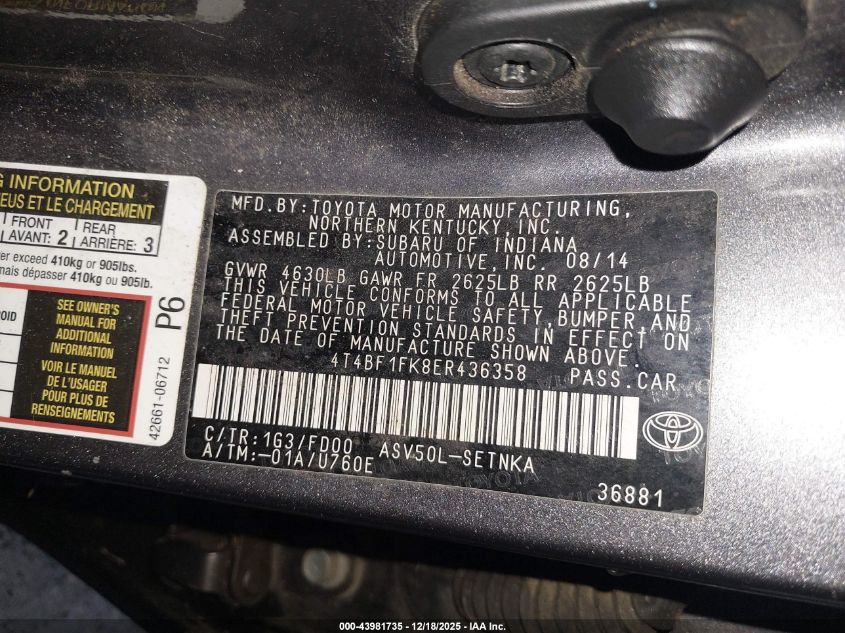 G INFORMATION
EUS ET LE CHARGEMENT
FRONT
AVANT: 2
REAR
ARRIÈRE: 3
er exceed 410kg or 905lbs.
mais dépasser 410kg ou 905lb.
SEE OWNER'S
MANUAL FOR
ADDITIONAL
INFORMATION
VOIR LE MANUEL
DE L'USAGER
POUR PLUS DE
RENSEIGNEMENTS
P6
42661-06712
MFD.BY:TOYOTA MOTOR MANUFACTURING,
NORTHERN KENTUCKY,INC.
ASSEMBLED BY:SUBARU OF INDIANA
AUTOMOTIVE,INC. 08/14
GVWR 4630LB GAWR FR 2625LB RR 2625LB
THIS VEHICLE CONFORMS TO ALL APPLICABLE
FEDERAL MOTOR VEHICLE SAFETY,BUMPER,AND
THEFT PREVENTION STANDARDS IN EFFECT ON
THE DATE OF MANUFACTURE SHOWN ABOVE.
4T4BF1FK8ER436358 PASS.CAR
C/TR:1G3/FD00 ASV50L-SETNKA
A/TM:-01A/U760E
36881
000-43981735 - 12/18/2025 - IAA Inc.